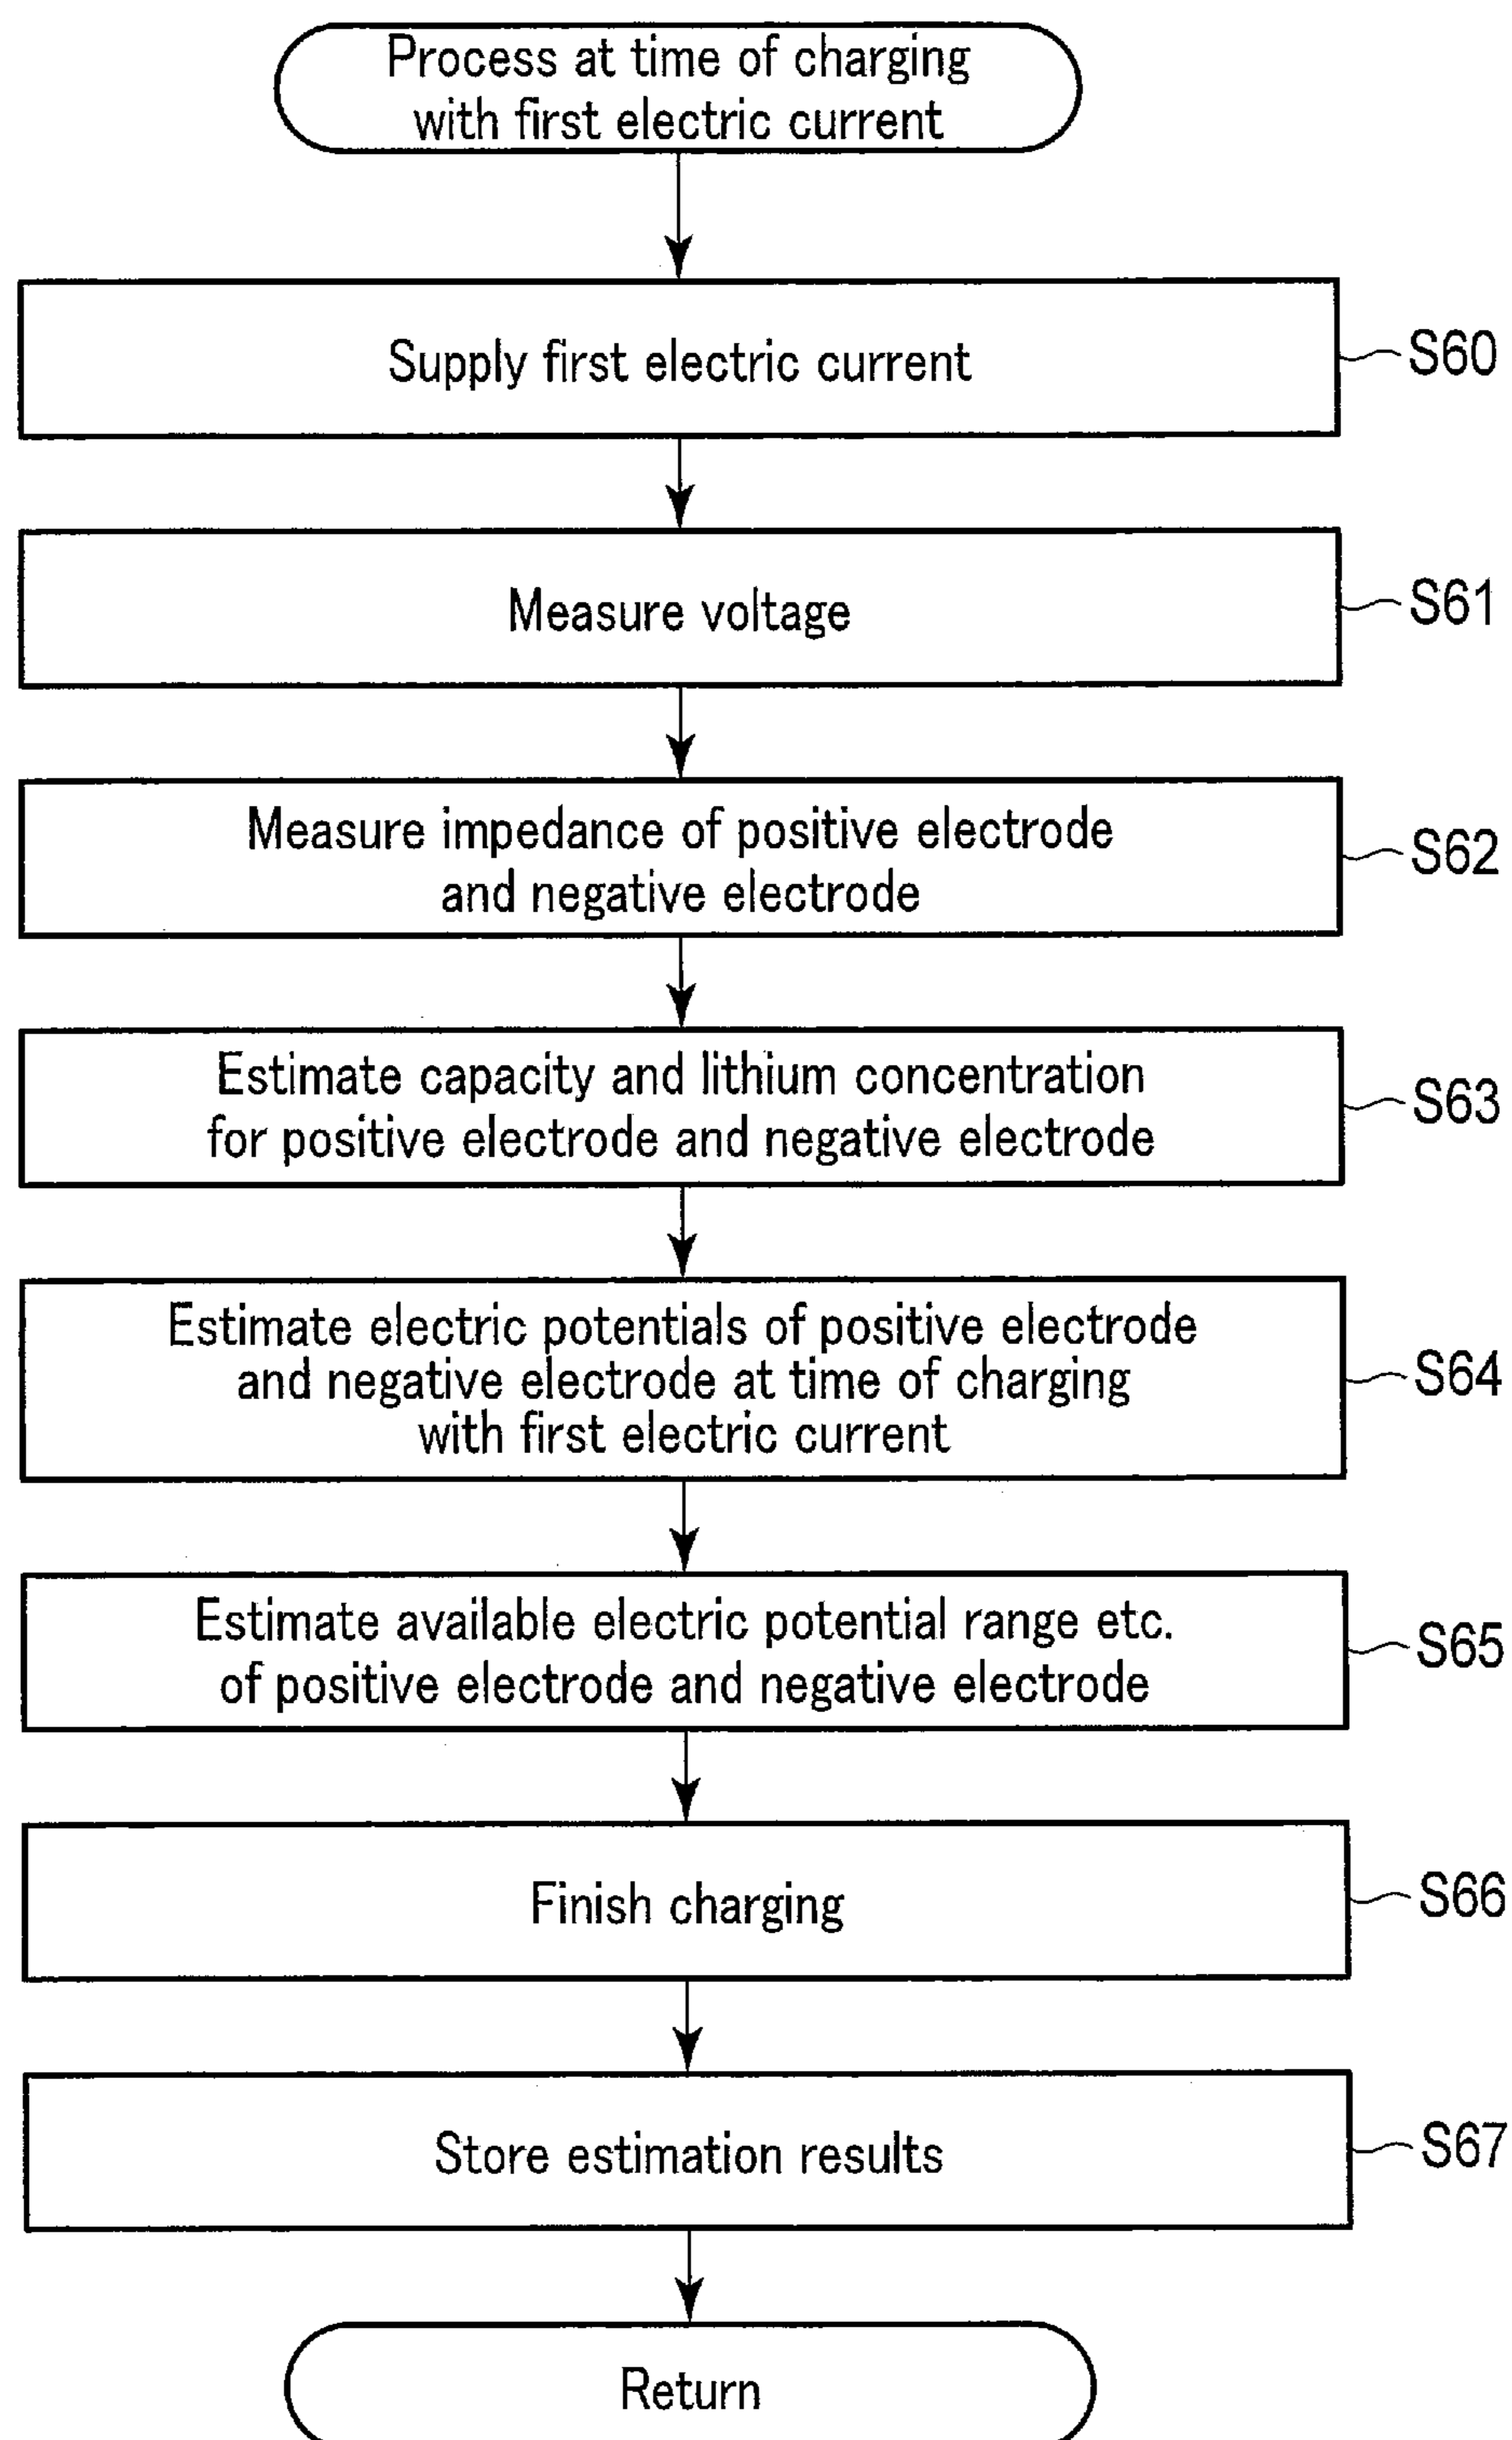 Process at time of charging
with first electric current
Supply first electric current
S60
Measure voltage
S61
Measure impedance of positive electrode
and negative electrode
S62
Estimate capacity and lithium concentration
for positive electrode and negative electrode
S63
Estimate electric potentials of positive electrode
and negative electrode at time of charging
with first electric current
S64
Estimate available electric potential range etc.
of positive electrode and negative electrode
S65
Finish charging
S66
Store estimation results
S67
Return